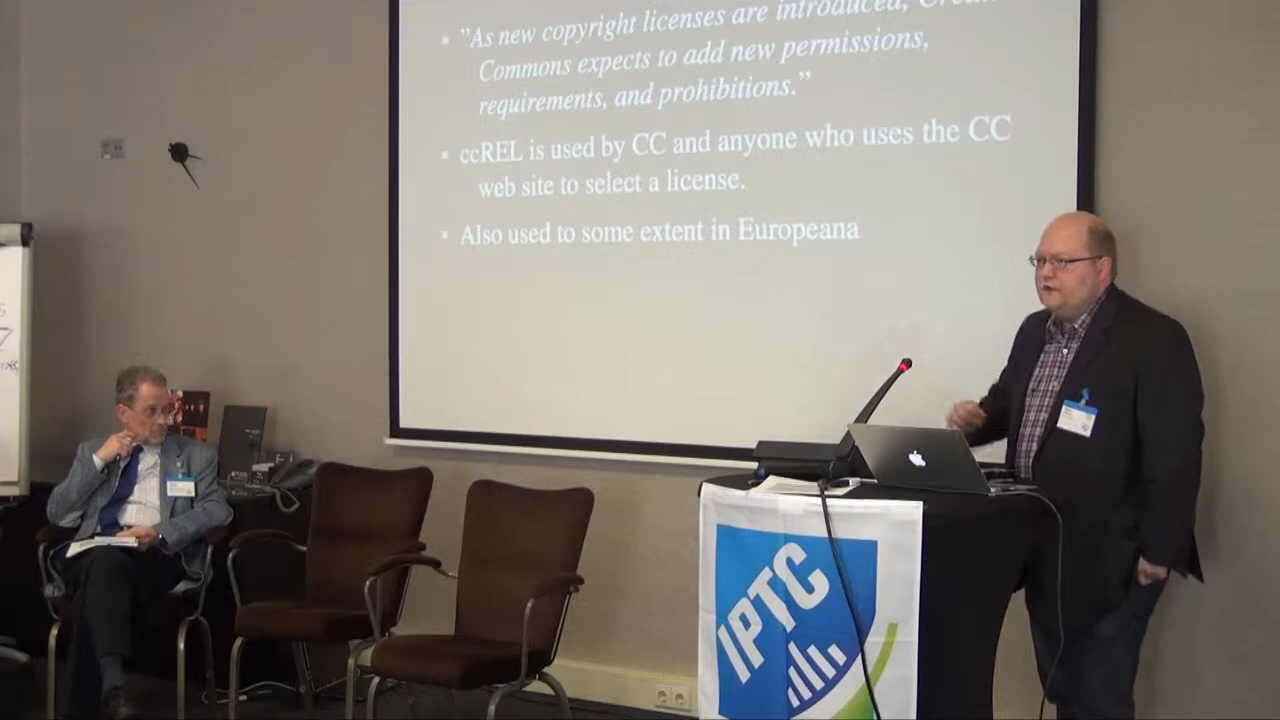 "As new copyright licenses are introduced,
Commons expects to add new permissions,
requirements, and prohibitions."
ccREL is used by CC and anyone who uses the CC
web site to select a license.
Also used to some extent in Europeana
IPTC